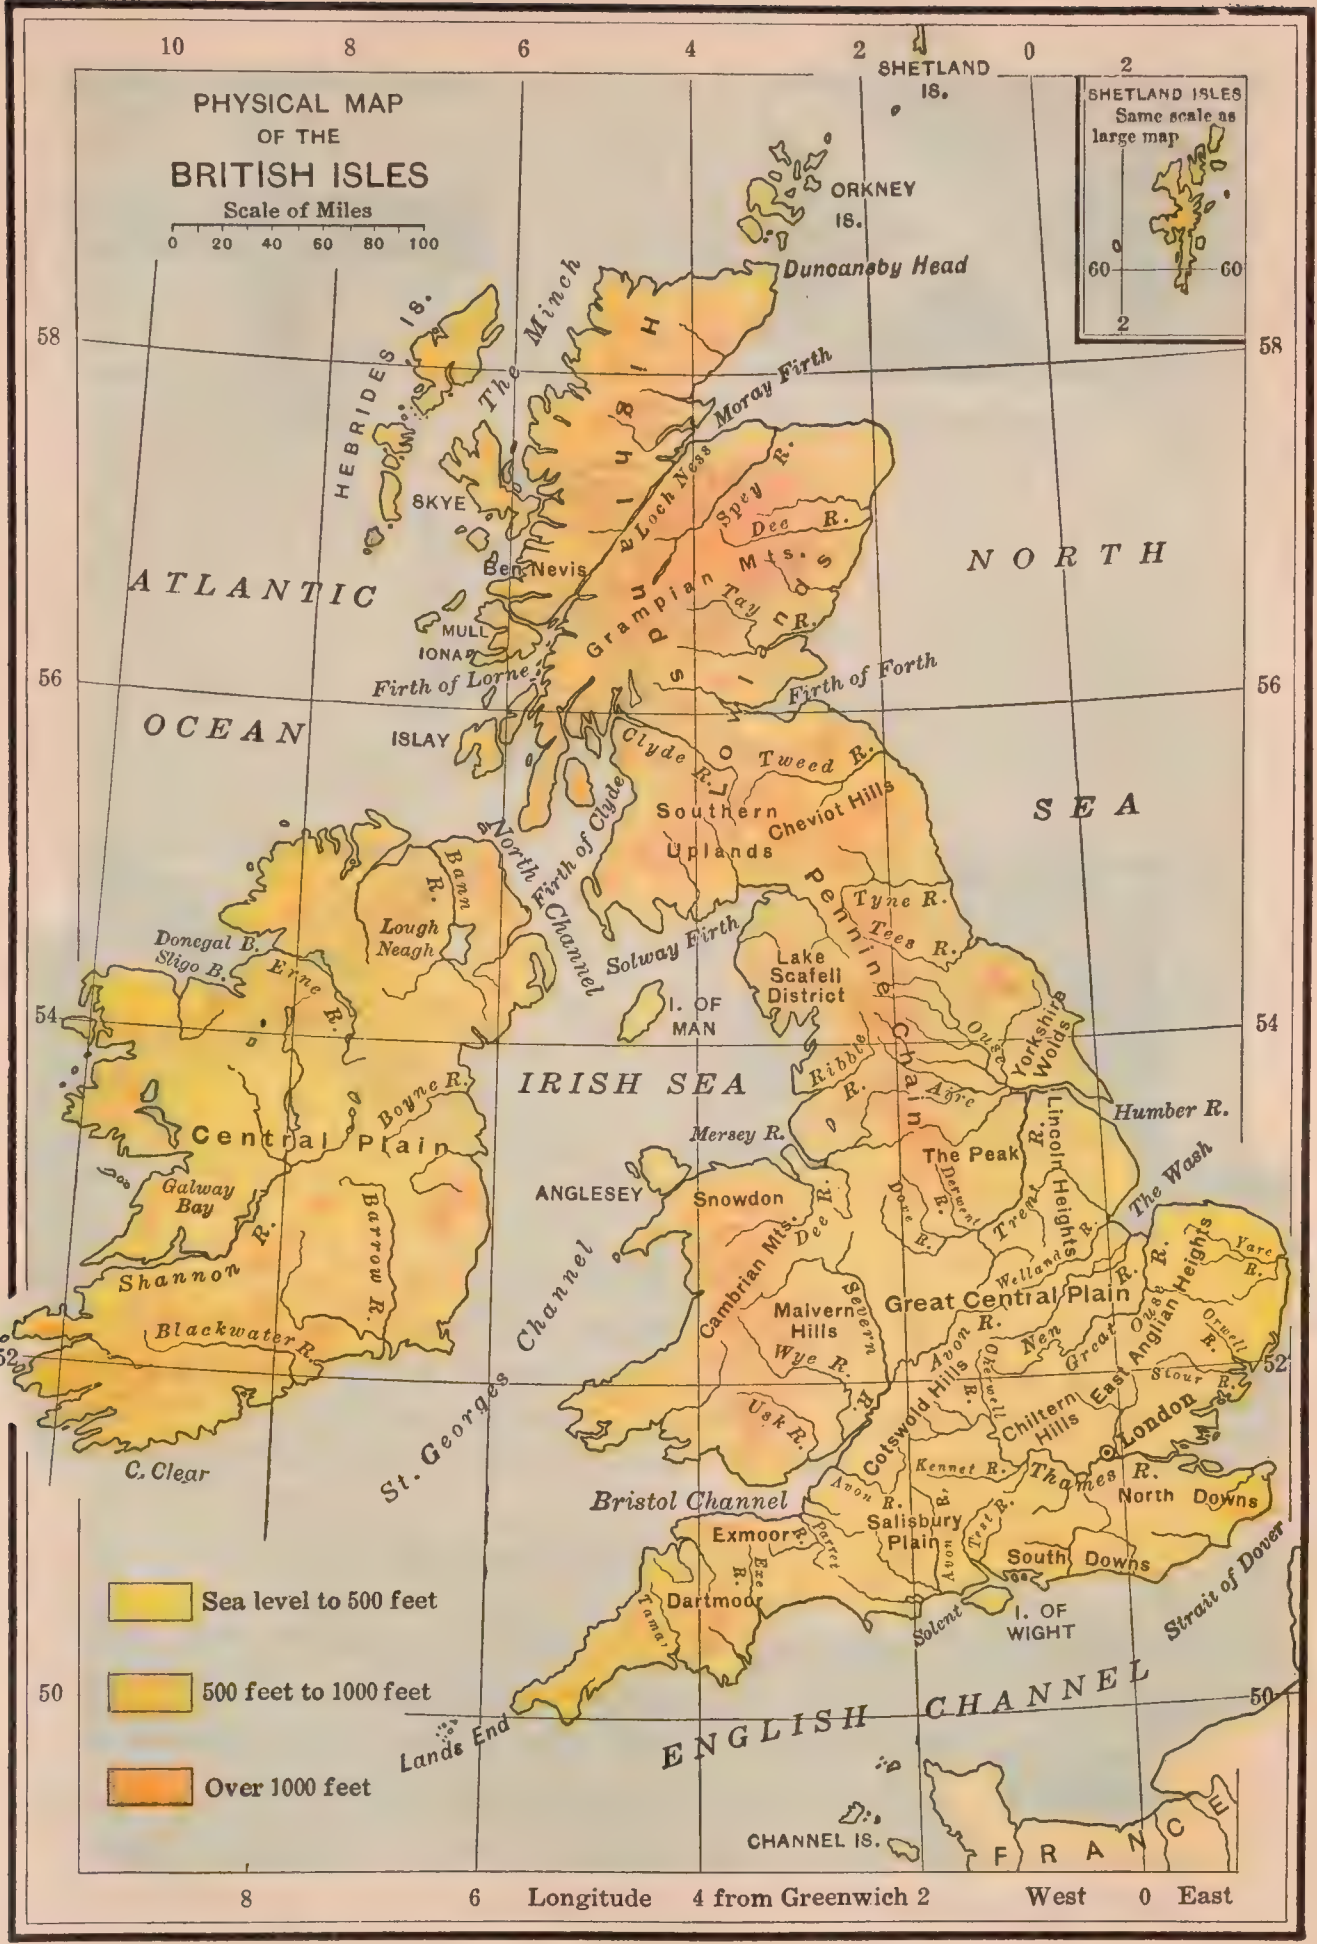 10 8 6 4 2 0 2
PHYSICAL MAP
OF THE
BRITISH ISLES
Scale of Miles
0 20 40 60 80 100
SHETLAND
IS.
SHETLAND ISLES
Same scale as
large map
60 60
2
ORKNEY
IS.
Duncansby Head
The Minch
HEBRIDES IS.
58 58
Highlands
Moray Firth
Loch Ness
Spey R.
SKYE
Dee R.
NORTH
Ben Nevis
Grampian Mts.
ATLANTIC
Tay R.
MULL
IONA
Firth of Lorne
Firth of Forth
56 56
OCEAN
ISLAY
Clyde R.
Lowlands
Tweed R.
SEA
Southern
Uplands
Cheviot Hills
Firth of Clyde
North Channel
Bann R.
Pennine Chain
Tyne R.
Lough
Neagh
Tees R.
Donegal B.
Sligo B.
Erne R.
Solway Firth
Lake
Scafell
District
I. OF
MAN
54 54
Ouse
Yorkshire
Wolds
IRISH SEA
Ribble R.
Ayre
Boyne R.
Humber R.
Central Plain
Mersey R.
The Peak
Lincoln Heights
Trent R.
The Wash
Galway
Bay
ANGLESEY
Snowdon
Dee R.
Dove R.
Derwent R.
Barrow R.
Yare R.
Shannon R.
Cambrian Mts.
Welland R.
Great Central Plain
Malvern
Hills
Severn R.
East Anglian Heights
Great Ouse R.
Nen R.
Orwell R.
Blackwater R.
Wye R.
Avon R.
Cherwell R.
Stour R.
52 52
St. Georges Channel
Usk R.
Cotswold Hills
Chiltern
Hills
London
C. Clear
Kennet R.
Thames R.
Bristol Channel
Avon R.
North Downs
Exmoor
Parret R.
Salisbury
Plain
Avon R.
Test R.
South Downs
Strait of Dover
Exe R.
Dartmoor
Tamar
Solent
I. OF
WIGHT
Sea level to 500 feet
500 feet to 1000 feet
Over 1000 feet
50 50
Lands End
ENGLISH CHANNEL
CHANNEL IS.
FRANCE
8 6 Longitude 4 from Greenwich 2 West 0 East